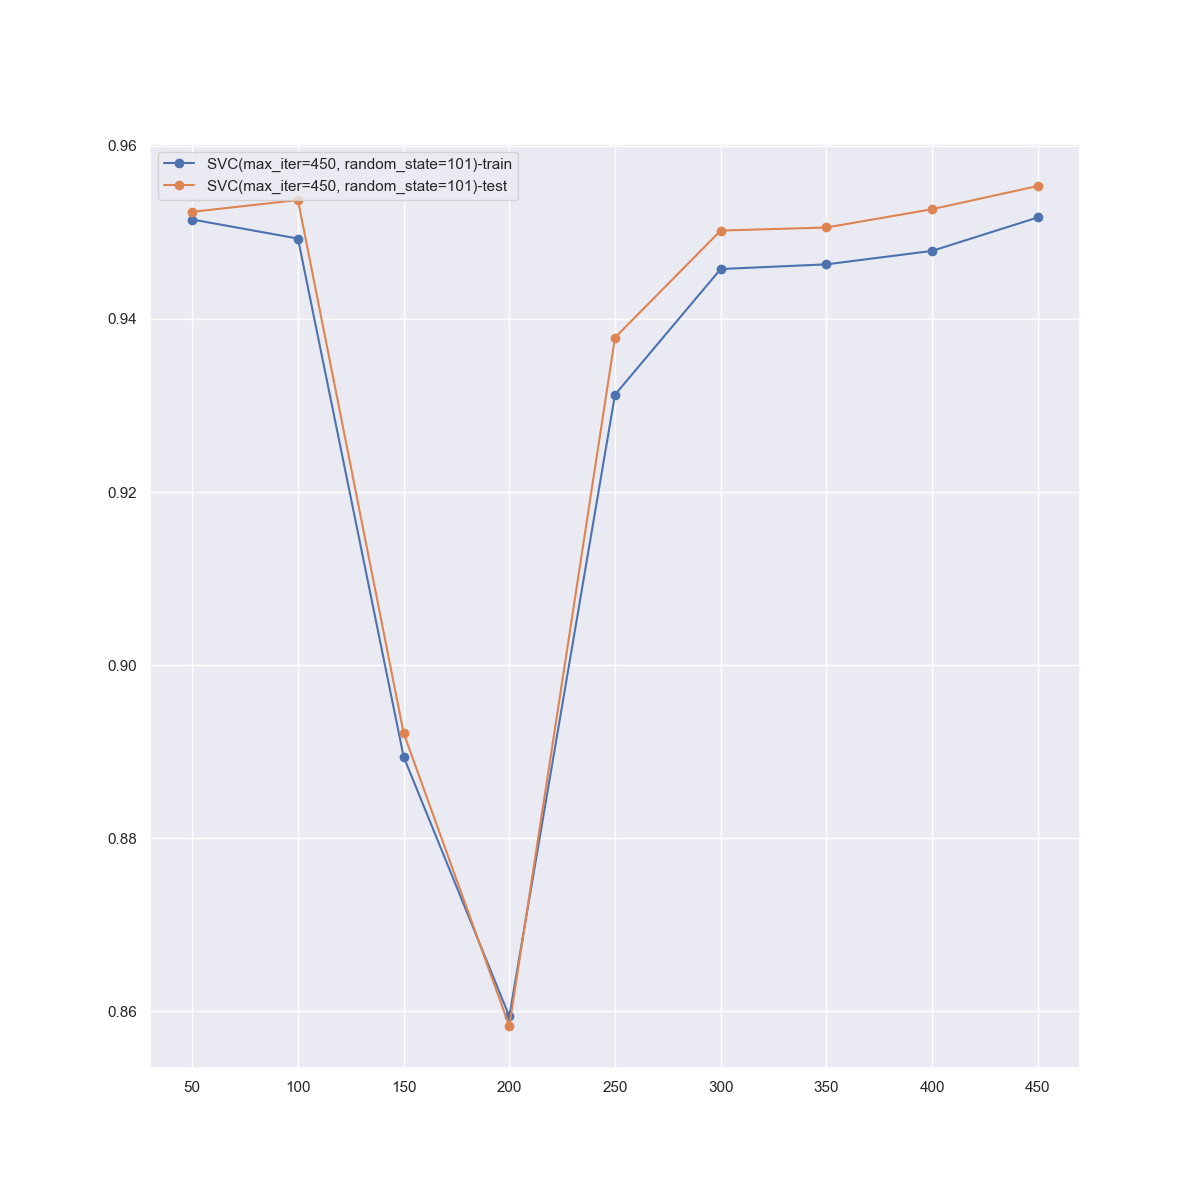 SVC(max_iter=450, random_state=101)-train
SVC(max_iter=450, random_state=101)-test
0.96
0.94
0.92
0.90
0.88
0.86
50 100 150 200 250 300 350 400 450